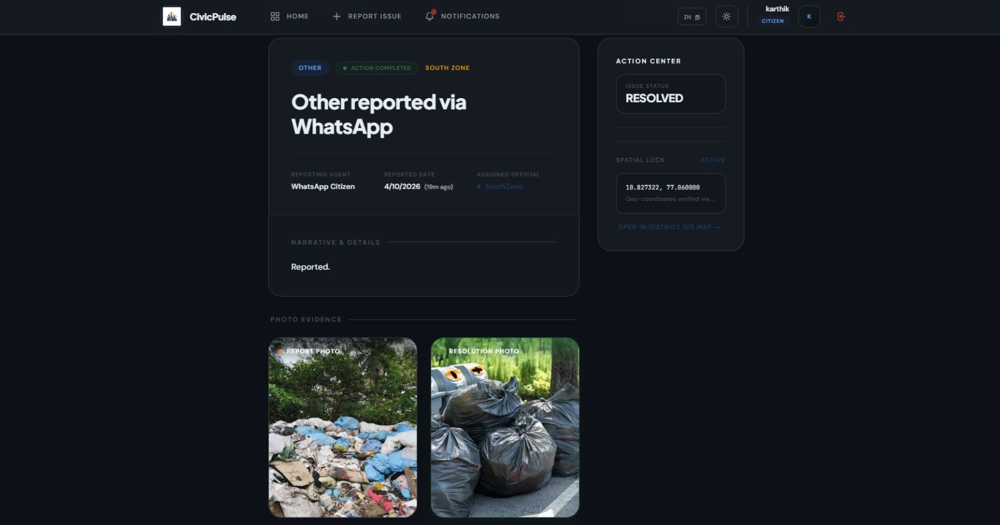 CivicPulse
HOME
REPORT ISSUE
NOTIFICATIONS
IN த
karthik
CITIZEN
K
OTHER
ACTION COMPLETED
SOUTH ZONE
Other reported via
WhatsApp
REPORTING AGENT
WhatsApp Citizen
REPORTED DATE
4/10/2026 (19m ago)
ASSIGNED OFFICIAL
SouthZone
NARRATIVE & DETAILS
Reported.
PHOTO EVIDENCE
REPORT PHOTO
RESOLUTION PHOTO
ACTION CENTER
ISSUE STATUS
RESOLVED
SPATIAL LOCK
ACTIVE
10.827322, 77.060000
Geo-coordinates verified via ...
OPEN IN DISTRICT GIS MAP →